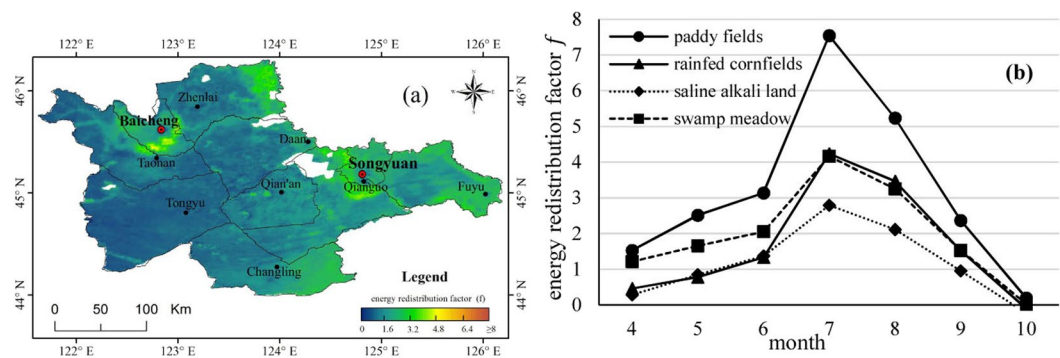 122° E 123° E 124° E 125° E 126° E
46° N
45° N
44° N
46° N
45° N
44° N
(a)
Zhenlai
Baicheng
Taonan
Daan
Songyuan
Qianguo
Qian'an
Fuyu
Tongyu
Changling
Legend
energy redistribution factor (f)
0 1.6 3.2 4.8 6.4 ≥8
0 50 100 Km
122° E 123° E 124° E 125° E 126° E
energy redistribution factor f
8
7
6
5
4
3
2
1
0
paddy fields
rainfed cornfields
saline alkali land
swamp meadow
(b)
4 5 6 7 8 9 10
month